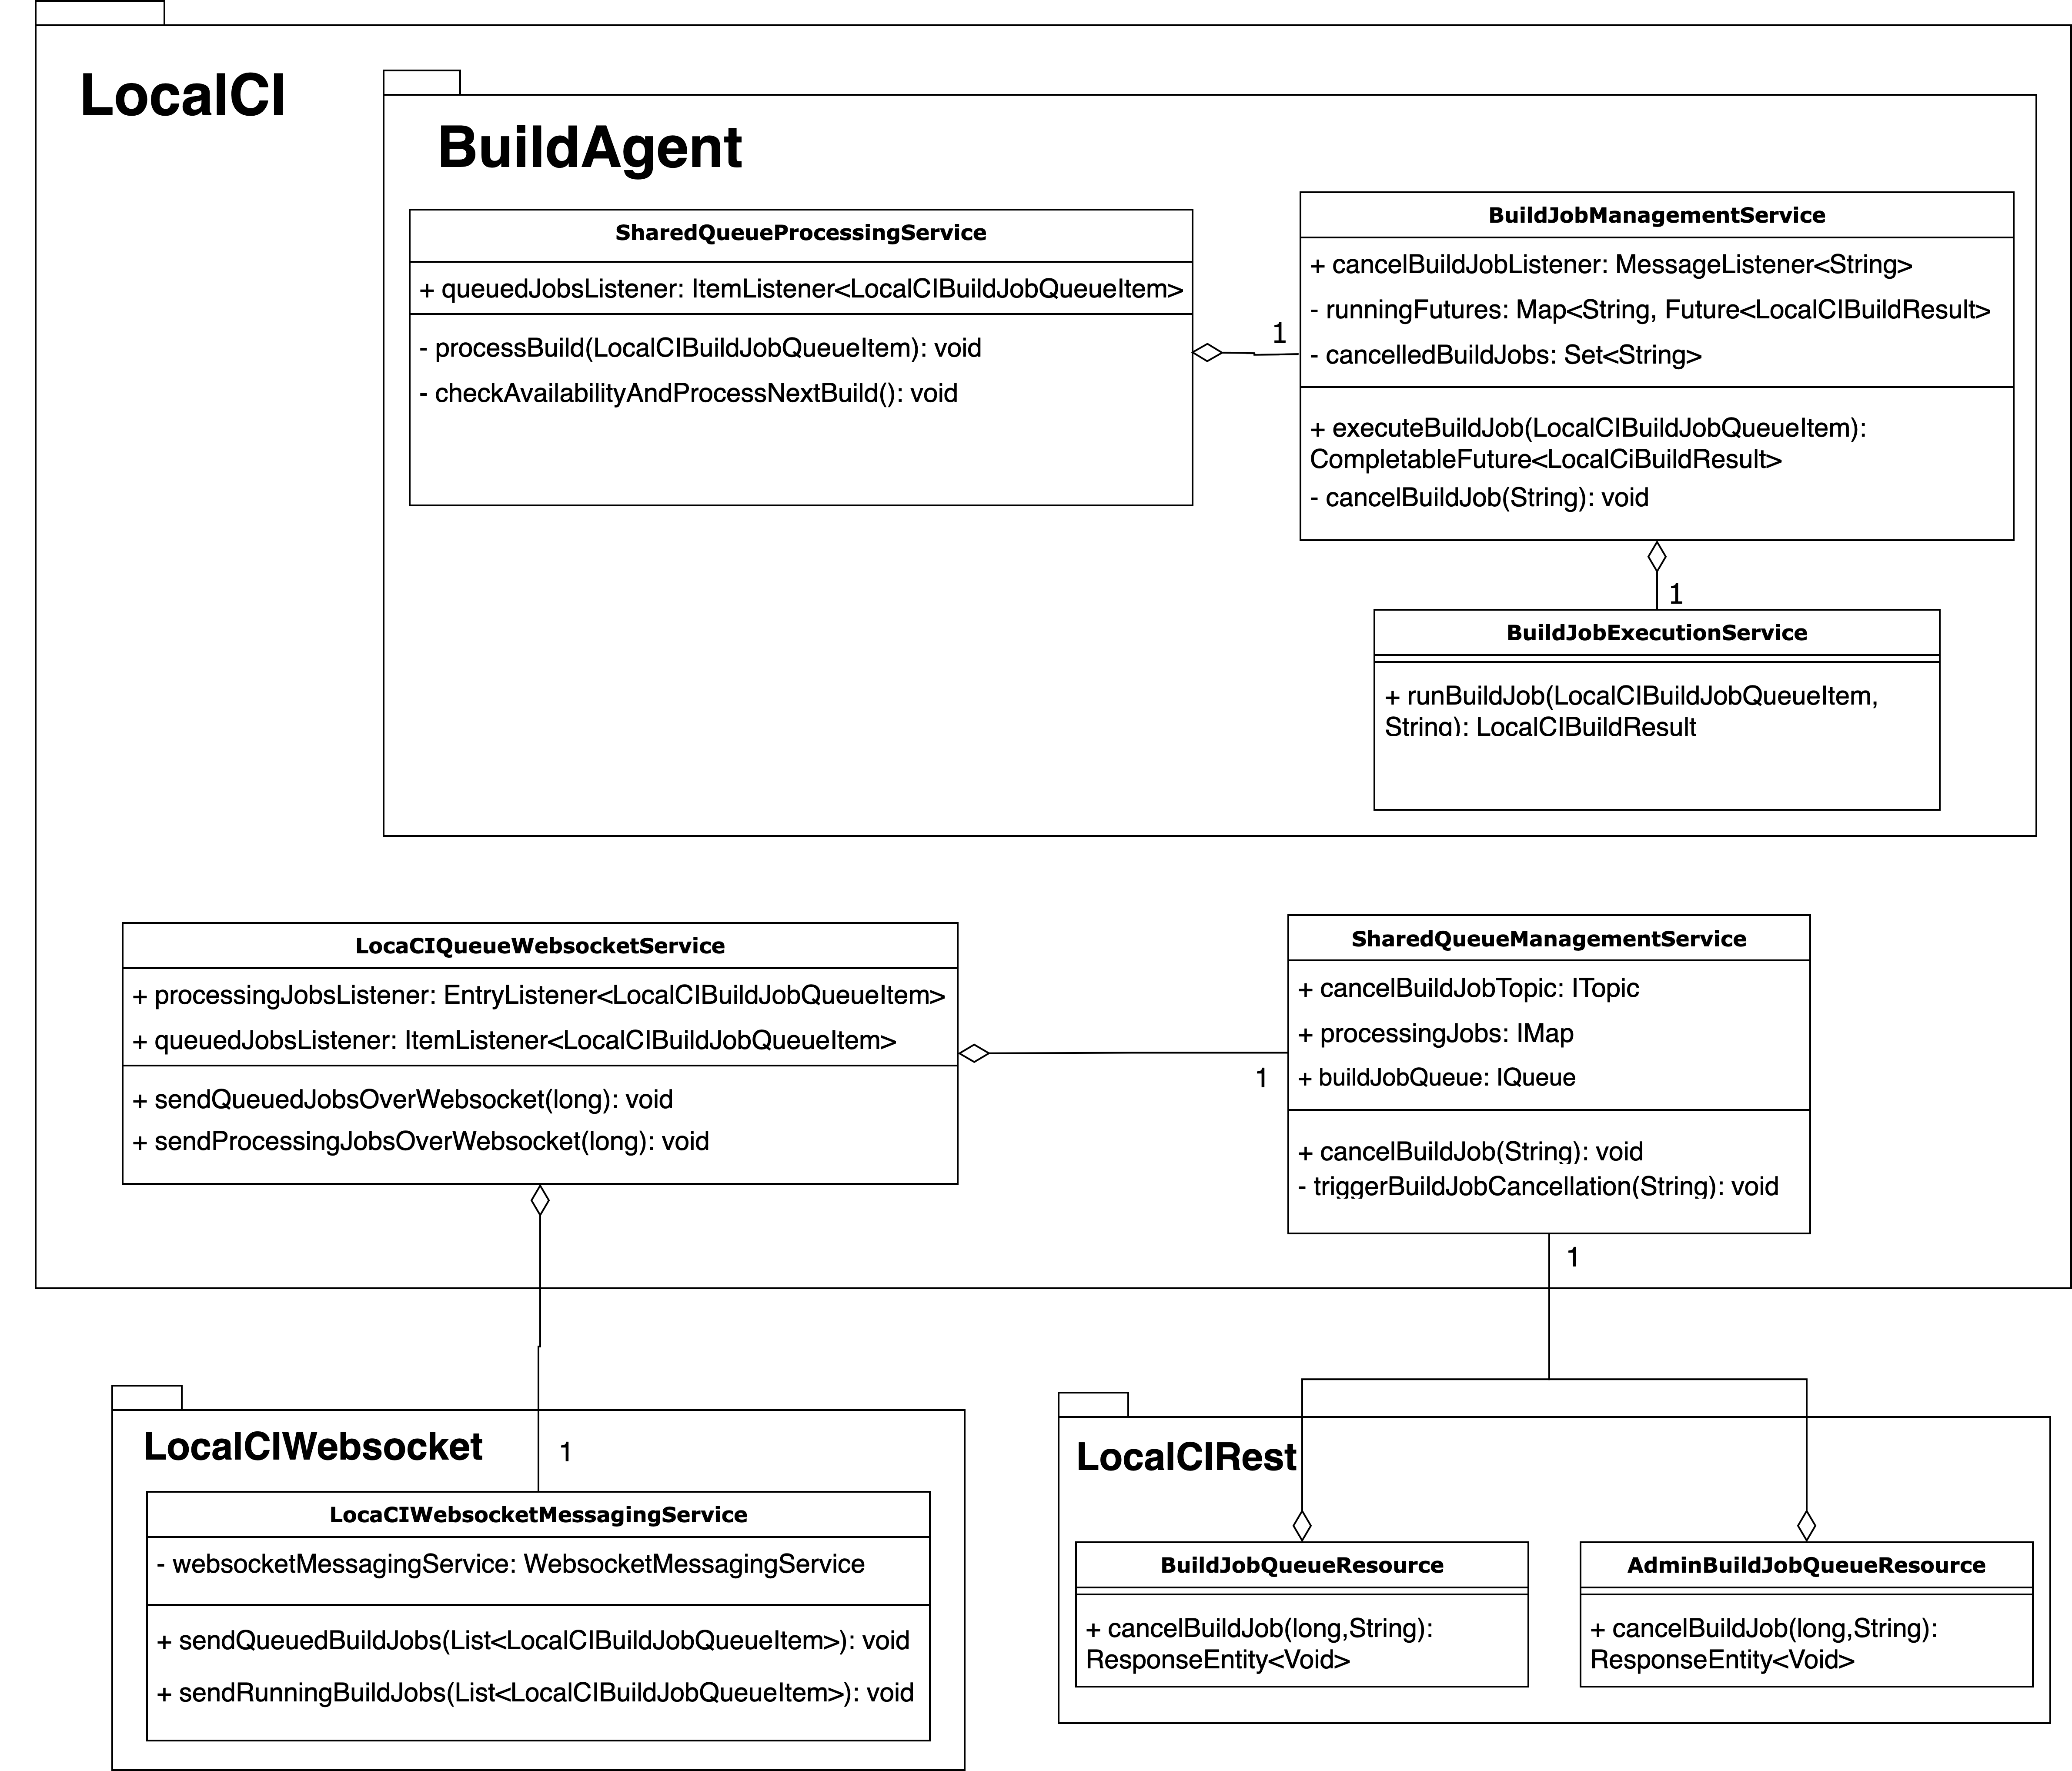 LocalCI
BuildAgent
SharedQueueProcessingService
+ queuedJobsListener: ItemListener<LocalCIBuildJobQueueItem>
- processBuild(LocalCIBuildJobQueueItem): void
- checkAvailabilityAndProcessNextBuild(): void
1
BuildJobManagementService
+ cancelBuildJobListener: MessageListener<String>
- runningFutures: Map<String, Future<LocalCIBuildResult>
- cancelledBuildJobs: Set<String>
+ executeBuildJob(LocalCIBuildJobQueueItem):
CompletableFuture<LocalCiBuildResult>
- cancelBuildJob(String): void
1
BuildJobExecutionService
+ runBuildJob(LocalCIBuildJobQueueItem,
String): LocalCIBuildResult
LocaCIQueueWebsocketService
+ processingJobsListener: EntryListener<LocalCIBuildJobQueueItem>
+ queuedJobsListener: ItemListener<LocalCIBuildJobQueueItem>
+ sendQueuedJobsOverWebsocket(long): void
+ sendProcessingJobsOverWebsocket(long): void
1
SharedQueueManagementService
+ cancelBuildJobTopic: ITopic
+ processingJobs: IMap
+ buildJobQueue: IQueue
+ cancelBuildJob(String): void
- triggerBuildJobCancellation(String): void
1
LocalCIWebsocket
1
LocaCIWebsocketMessagingService
- websocketMessagingService: WebsocketMessagingService
+ sendQueuedBuildJobs(List<LocalCIBuildJobQueueItem>): void
+ sendRunningBuildJobs(List<LocalCIBuildJobQueueItem>): void
LocalCIRest
BuildJobQueueResource
+ cancelBuildJob(long,String):
ResponseEntity<Void>
AdminBuildJobQueueResource
+ cancelBuildJob(long,String):
ResponseEntity<Void>